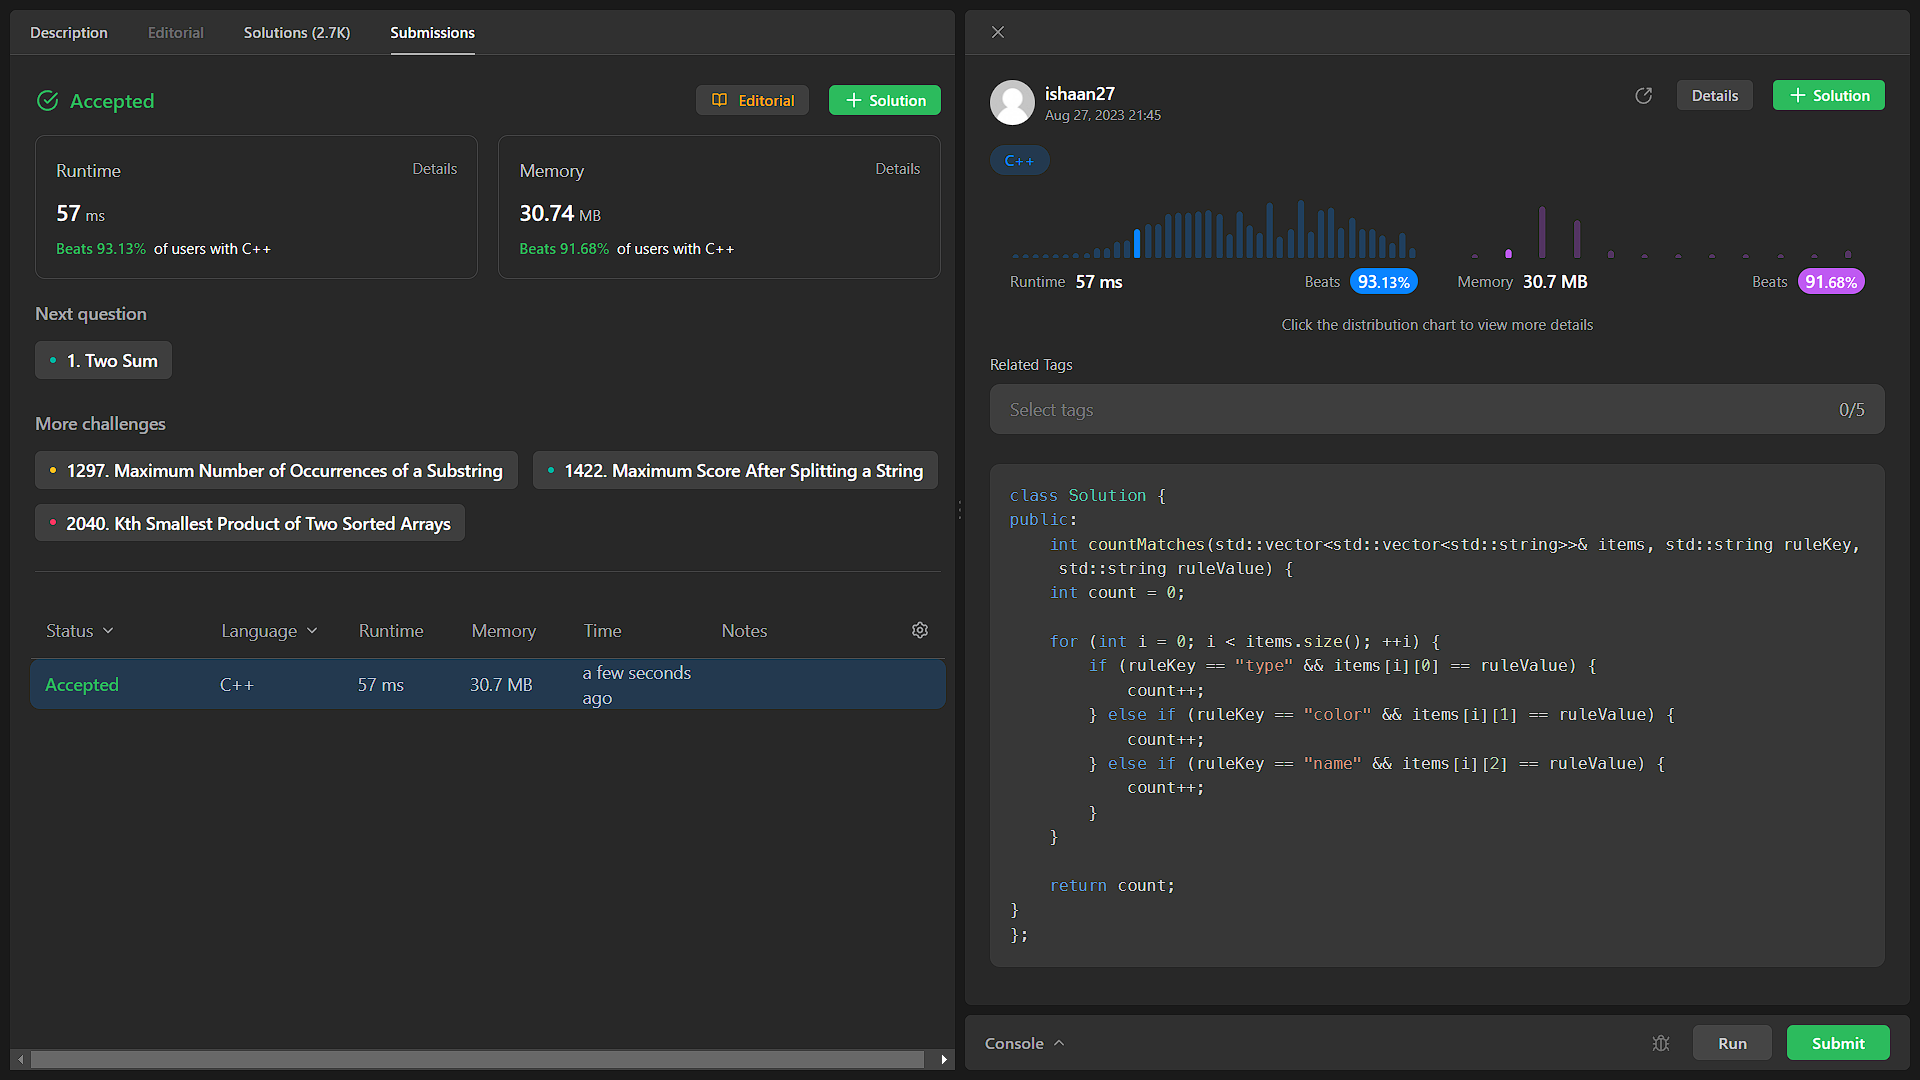 Description Editorial Solutions (2.7K) Submissions
Accepted
Editorial
Solution
Runtime Details
57 ms
Beats 93.13% of users with C++
Memory Details
30.74 MB
Beats 91.68% of users with C++
Next question
1. Two Sum
More challenges
1297. Maximum Number of Occurrences of a Substring
1422. Maximum Score After Splitting a String
2040. Kth Smallest Product of Two Sorted Arrays
Status Language Runtime Memory Time Notes
Accepted C++ 57 ms 30.7 MB a few seconds
ago
ishaan27
Aug 27, 2023 21:45
Details
Solution
C++
Runtime 57 ms Beats 93.13%
Memory 30.7 MB Beats 91.68%
Click the distribution chart to view more details
Related Tags
Select tags 0/5
class Solution {
public:
    int countMatches(std::vector<std::vector<std::string>>& items, std::string ruleKey,
     std::string ruleValue) {
    int count = 0;
    for (int i = 0; i < items.size(); ++i) {
        if (ruleKey == "type" && items[i][0] == ruleValue) {
            count++;
        } else if (ruleKey == "color" && items[i][1] == ruleValue) {
            count++;
        } else if (ruleKey == "name" && items[i][2] == ruleValue) {
            count++;
        }
    }
    return count;
}
};
Console Run Submit